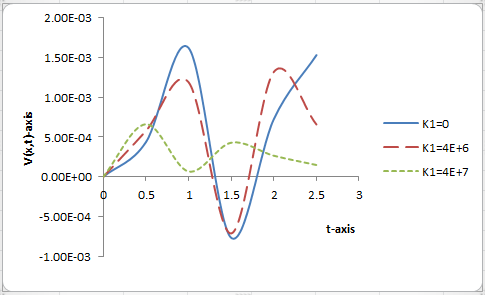 2.00E-03
1.50E-03
1.00E-03
5.00E-04
0.00E+00
-5.00E-04
-1.00E-03
V(x,t)-axis
0 0.5 1 1.5 2 2.5 3
t-axis
K1=0
K1=4E+6
K1=4E+7